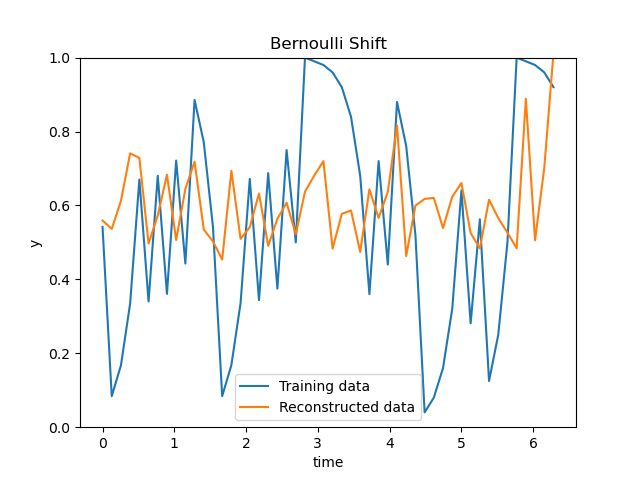 Bernoulli Shift
1.0
0.8
0.6
0.4
0.2
0.0
y
0 1 2 3 4 5 6
time
Training data
Reconstructed data